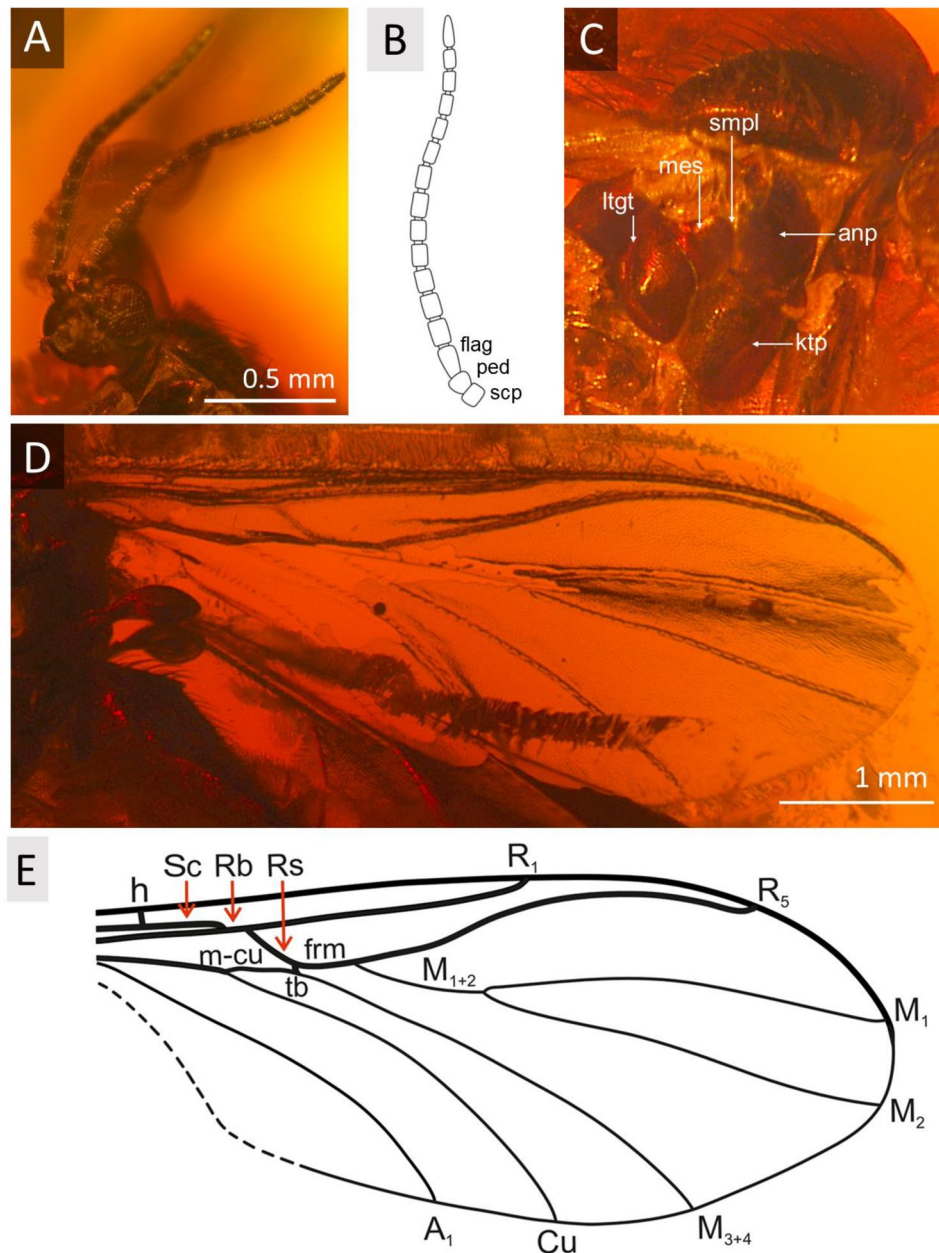 A
0.5 mm
B
flag
ped
scp
C
smpl
mes
ltgt
anp
ktp
D
1 mm
E
Sc Rb Rs
R1
h
R5
m-cu
frm
tb
M1+2
M1
M2
A1
Cu
M3+4